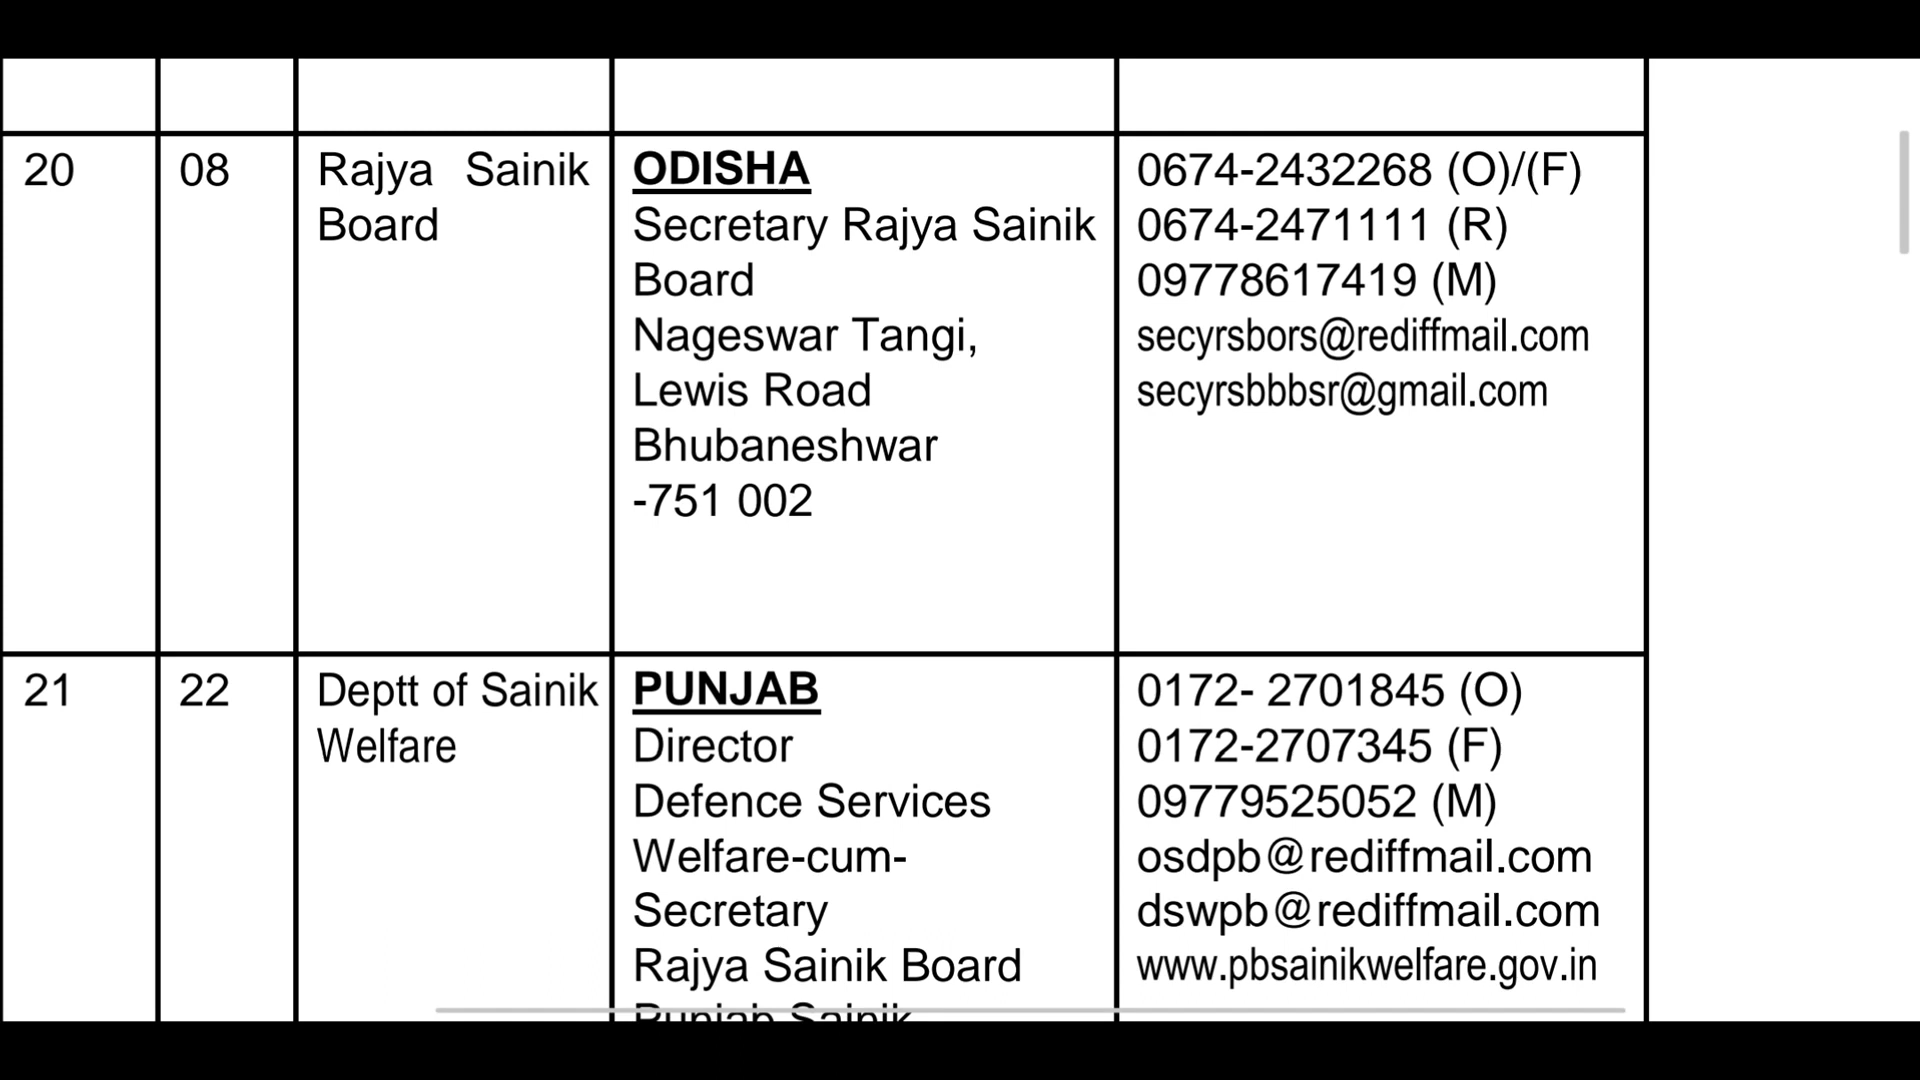 20
08
Rajya Sainik
Board
ODISHA
Secretary Rajya Sainik
Board
Nageswar Tangi,
Lewis Road
Bhubaneshwar
-751 002
0674-2432268 (O)/(F)
0674-2471111 (R)
09778617419 (M)
secyrsbors@rediffmail.com
secyrsbbbsr@gmail.com
21
22
Deptt of Sainik
Welfare
PUNJAB
Director
Defence Services
Welfare-cum-
Secretary
Rajya Sainik Board
Punjab Sainik
0172- 2701845 (O)
0172-2707345 (F)
09779525052 (M)
osdpb@rediffmail.com
dswpb@rediffmail.com
www.pbsainikwelfare.gov.in